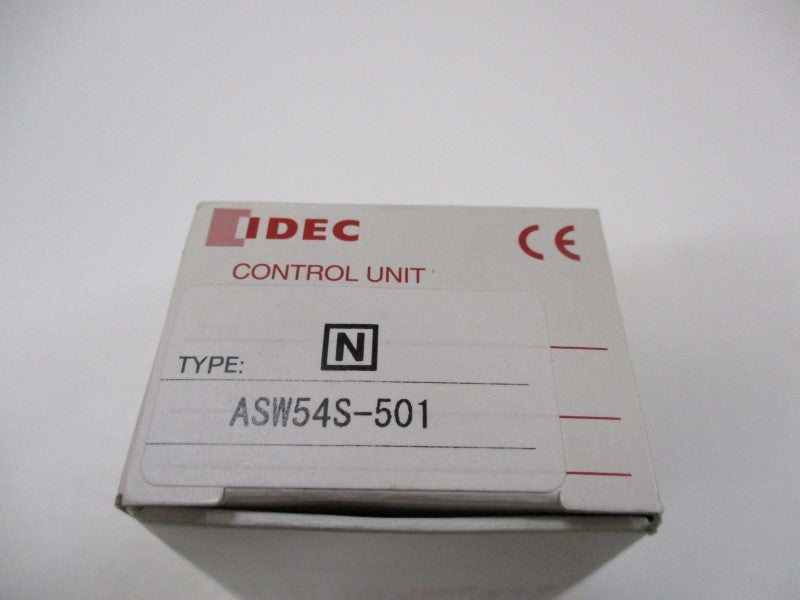 IDEC CE
CONTROL UNIT
N
TYPE:
ASW54S-501